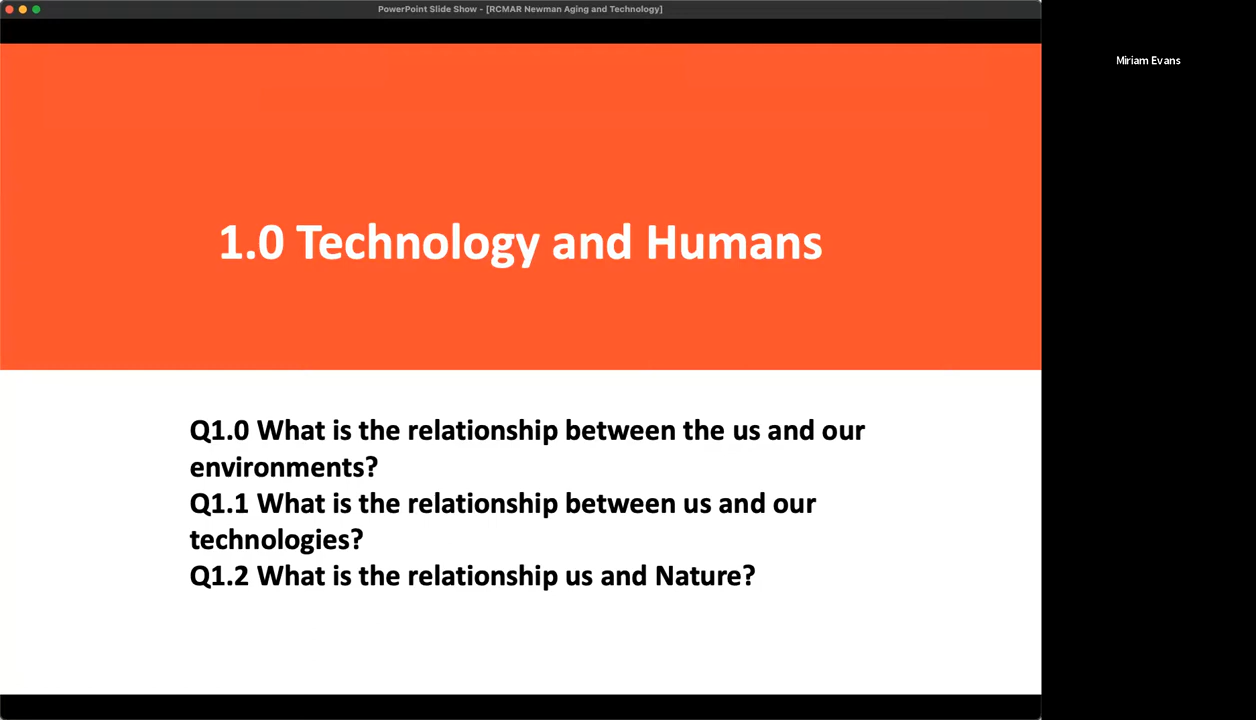 PowerPoint Slide Show - [RCMAR Newman Aging and Technology]
Miriam Evans
1.0 Technology and Humans
Q1.0 What is the relationship between the us and our
environments?
Q1.1 What is the relationship between us and our
technologies?
Q1.2 What is the relationship us and Nature?